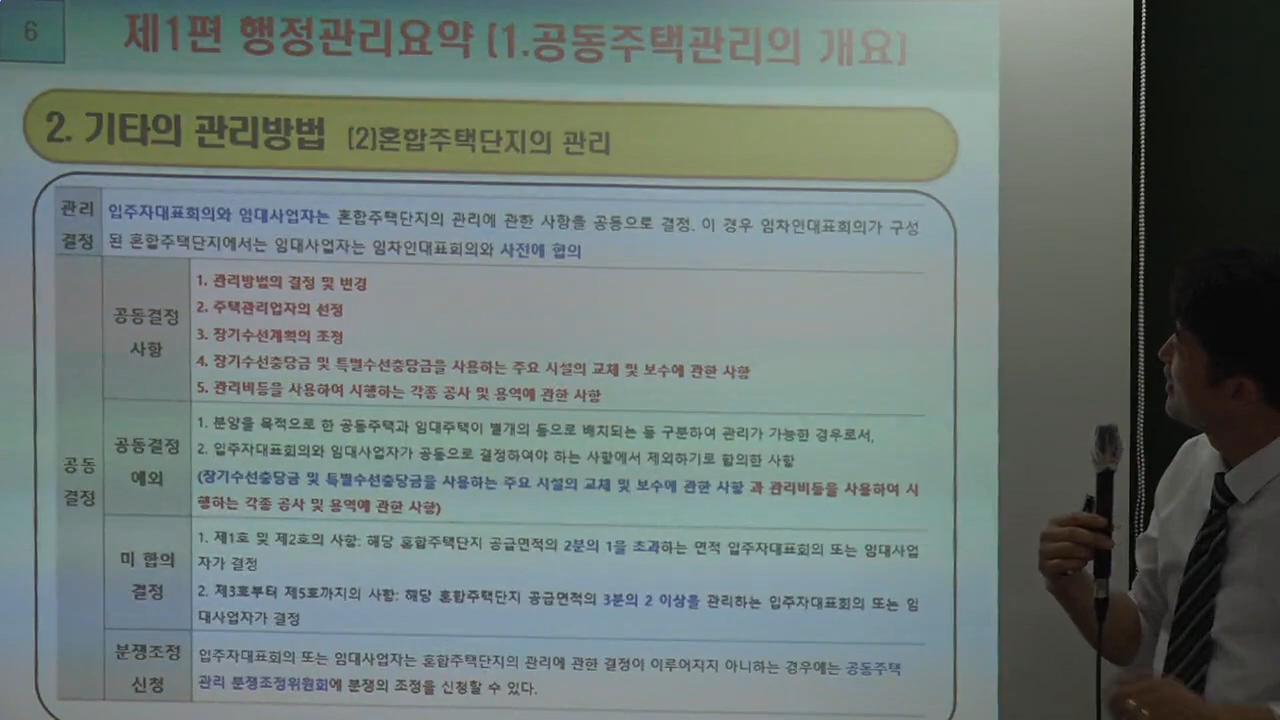 6
제1편 행정관리요약 (1.공동주택관리의 개요)
2. 기타의 관리방법 (2)혼합주택단지의 관리
관리
결정
입주자대표회의와 임대사업자는 혼합주택단지의 관리에 관한 사항을 공동으로 결정. 이 경우 임차인대표회의가 구성
된 혼합주택단지에서는 임대사업자는 임차인대표회의와 사전에 협의
공동
결정
공동결정
사항
1. 관리방법의 결정 및 변경
2. 주택관리업자의 선정
3. 장기수선계획의 조정
4. 장기수선충당금 및 특별수선충당금을 사용하는 주요 시설의 교체 및 보수에 관한 사항
5. 관리비등을 사용하여 시행하는 각종 공사 및 용역에 관한 사항
공동결정
예외
1. 분양을 목적으로 한 공동주택과 임대주택이 별개의 동으로 배치되는 등 구분하여 관리가 가능한 경우로서,
2. 입주자대표회의와 임대사업자가 공동으로 결정하여야 하는 사항에서 제외하기로 합의한 사항
(장기수선충당금 및 특별수선충당금을 사용하는 주요 시설의 교체 및 보수에 관한 사항 과 관리비등을 사용하여 시
행하는 각종 공사 및 용역에 관한 사항)
미 합의
결정
1. 제1호 및 제2호의 사항: 해당 혼합주택단지 공급면적의 2분의 1을 초과하는 면적 입주자대표회의 또는 임대사업
자가 결정
2. 제3호부터 제5호까지의 사항: 해당 혼합주택단지 공급면적의 3분의 2 이상을 관리하는 입주자대표회의 또는 임
대사업자가 결정
분쟁조정
신청
입주자대표회의 또는 임대사업자는 혼합주택단지의 관리에 관한 결정이 이루어지지 아니하는 경우에는 공동주택
관리 분쟁조정위원회에 분쟁의 조정을 신청할 수 있다.